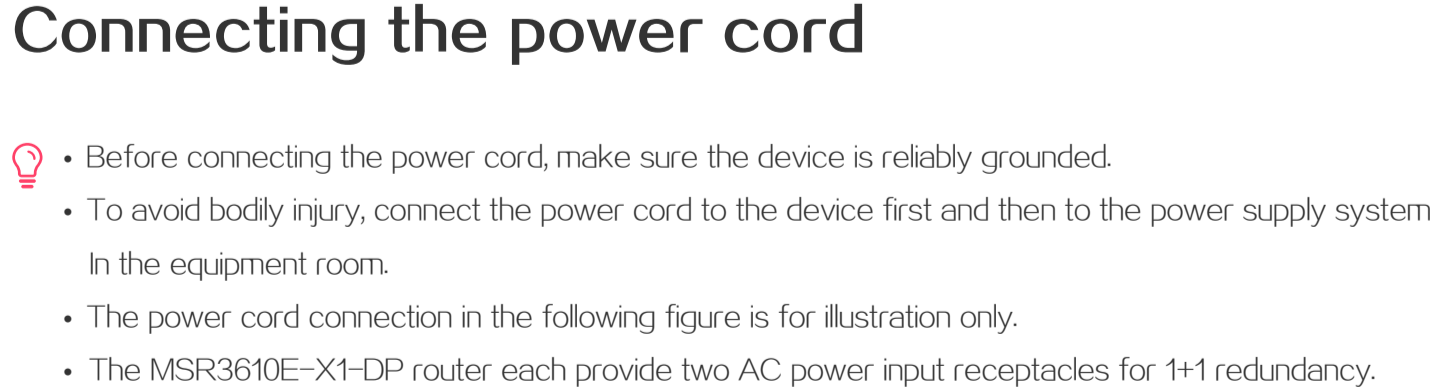 Connecting the power cord
• Before connecting the power cord, make sure the device is reliably grounded.
• To avoid bodily injury, connect the power cord to the device first and then to the power supply system
In the equipment room.
• The power cord connection in the following figure is for illustration only.
• The MSR3610E-X1-DP router each provide two AC power input receptacles for 1+1 redundancy.